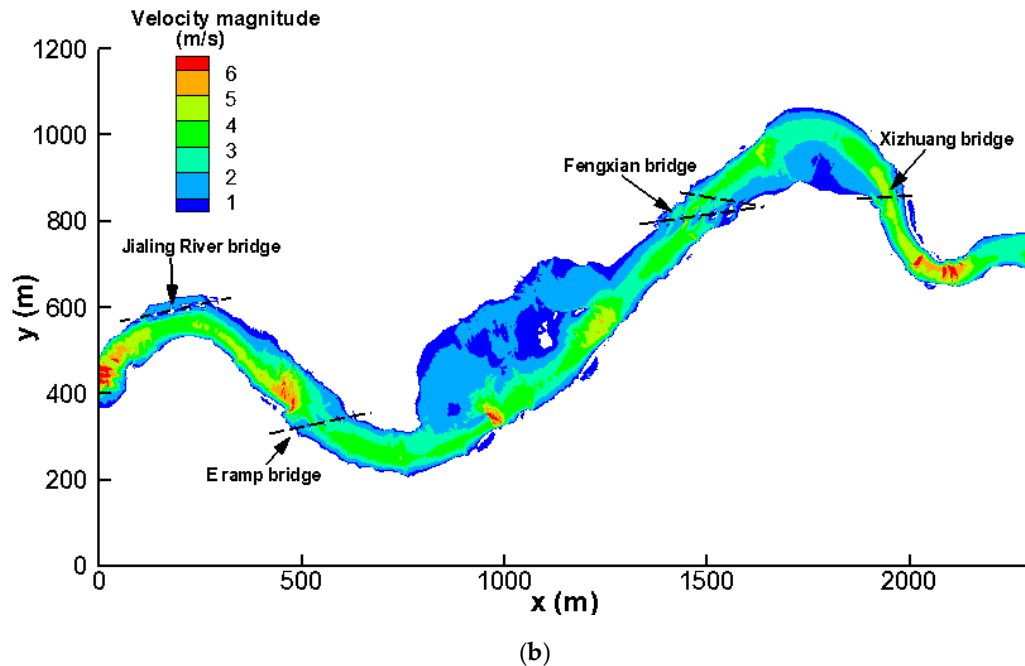 Velocity magnitude
(m/s)
6
5
4
3
2
1
1200
1000
800
600
400
200
0
y (m)
Jialing River bridge
E ramp bridge
Fengxian bridge
Xizhuang bridge
0
500
1000
1500
2000
x (m)
(b)